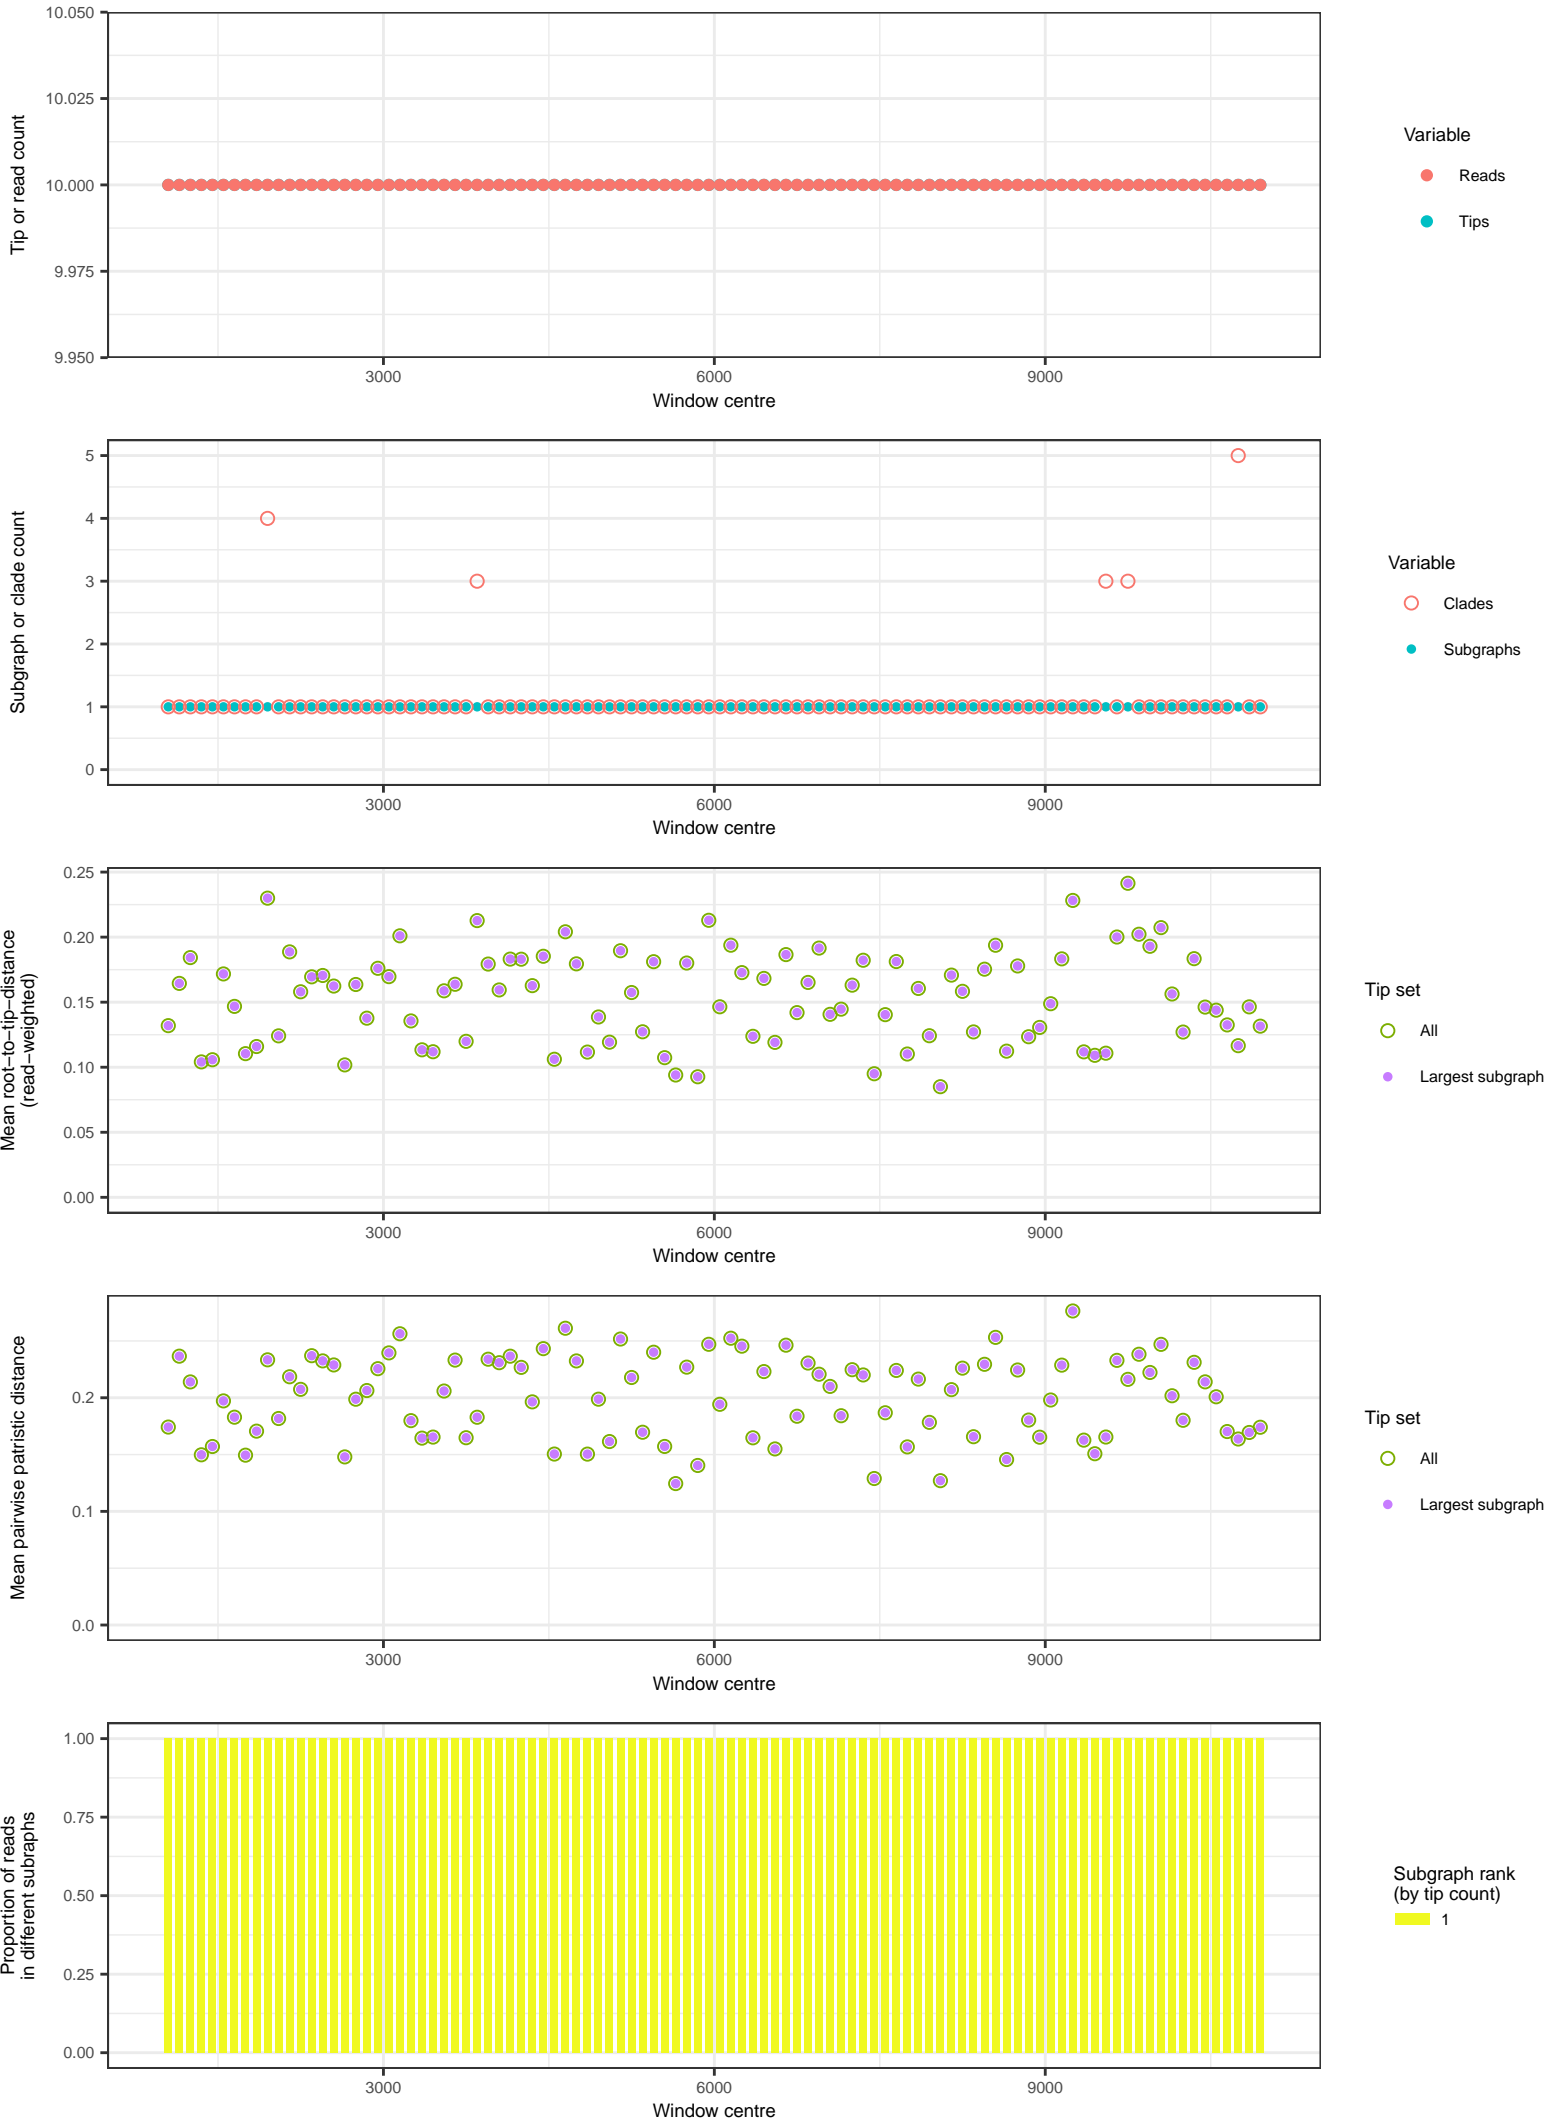 10.050
10.025
10.000
9.975
9.950
Tip or read count
3000
6000
9000
Window centre
Variable
Reads
Tips
5
4
3
2
1
0
Subgraph or clade count
3000
6000
9000
Window centre
Variable
Clades
Subgraphs
0.25
0.20
0.15
0.10
0.05
0.00
Mean root−to−tip−distance
(read−weighted)
3000
6000
9000
Window centre
Tip set
All
Largest subgraph
0.2
0.1
0.0
Mean pairwise patristic distance
3000
6000
9000
Window centre
Tip set
All
Largest subgraph
1.00
0.75
0.50
0.25
0.00
Proportion of reads
in different subraphs
3000
6000
9000
Window centre
Subgraph rank
(by tip count)
1